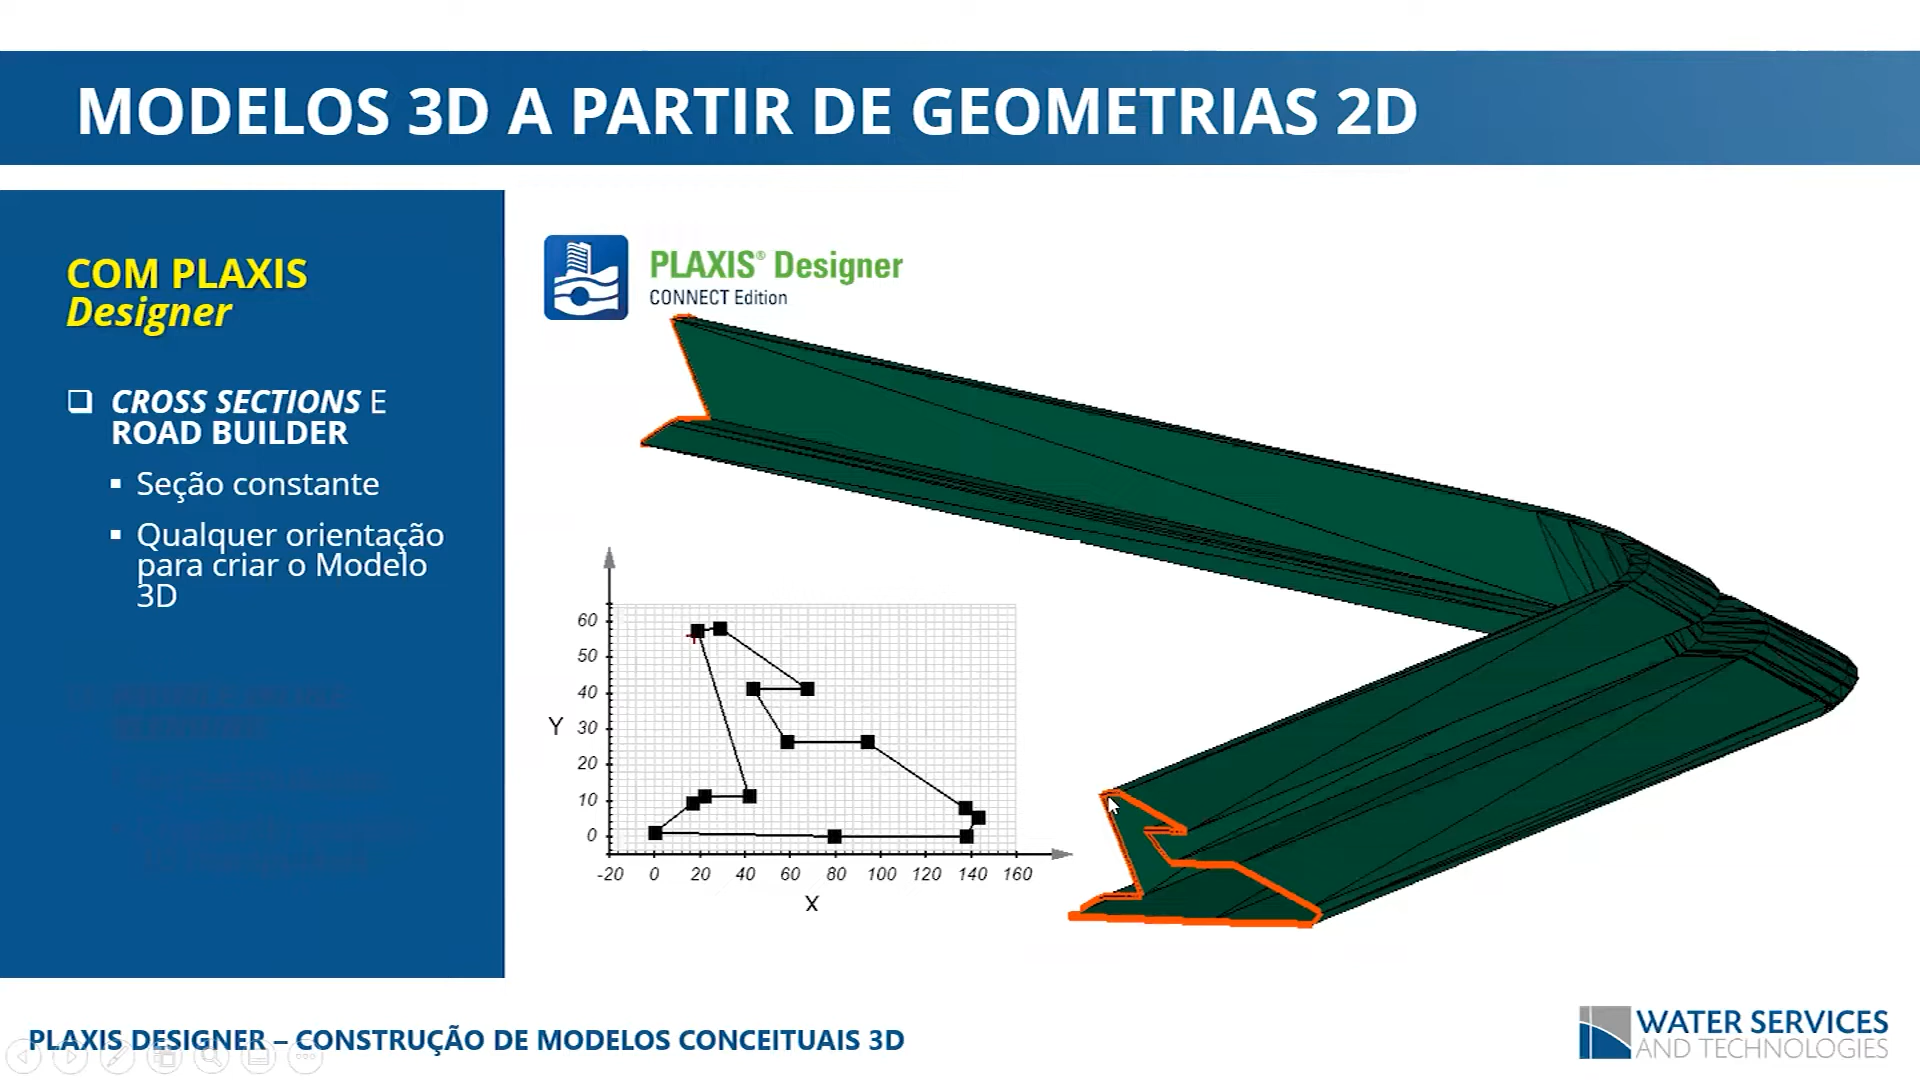 MODELOS 3D A PARTIR DE GEOMETRIAS 2D
COM PLAXIS
Designer
CROSS SECTIONS E
ROAD BUILDER
Seção constante
Qualquer orientação
para criar o Modelo
3D
PLAXIS® Designer
CONNECT Edition
60
50
40
Y
30
20
10
0
-20 0 20 40 60 80 100 120 140 160
X
PLAXIS DESIGNER – CONSTRUÇÃO DE MODELOS CONCEITUAIS 3D
WATER SERVICES
AND TECHNOLOGIES